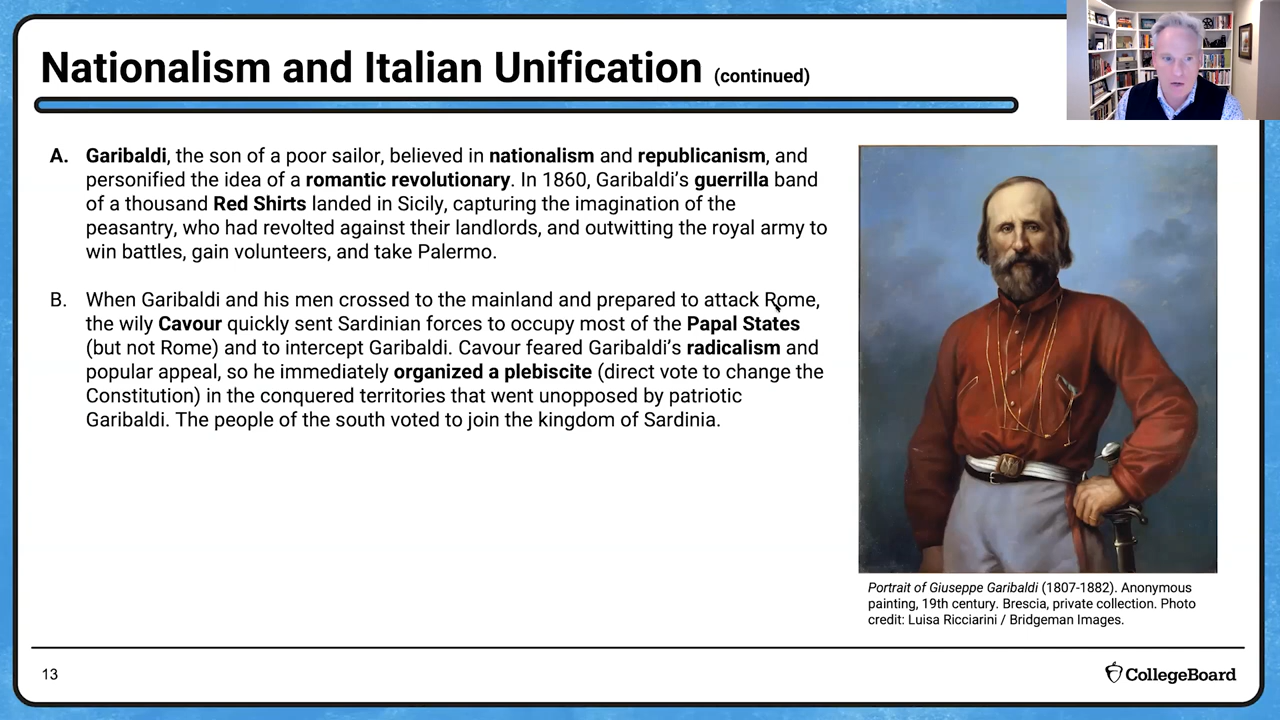 Nationalism and Italian Unification (continued)
A. Garibaldi, the son of a poor sailor, believed in nationalism and republicanism, and
personified the idea of a romantic revolutionary. In 1860, Garibaldi’s guerrilla band
of a thousand Red Shirts landed in Sicily, capturing the imagination of the
peasantry, who had revolted against their landlords, and outwitting the royal army to
win battles, gain volunteers, and take Palermo.
B. When Garibaldi and his men crossed to the mainland and prepared to attack Rome,
the wily Cavour quickly sent Sardinian forces to occupy most of the Papal States
(but not Rome) and to intercept Garibaldi. Cavour feared Garibaldi’s radicalism and
popular appeal, so he immediately organized a plebiscite (direct vote to change the
Constitution) in the conquered territories that went unopposed by patriotic
Garibaldi. The people of the south voted to join the kingdom of Sardinia.
Portrait of Giuseppe Garibaldi (1807-1882). Anonymous
painting, 19th century. Brescia, private collection. Photo
credit: Luisa Ricciarini / Bridgeman Images.
13
CollegeBoard